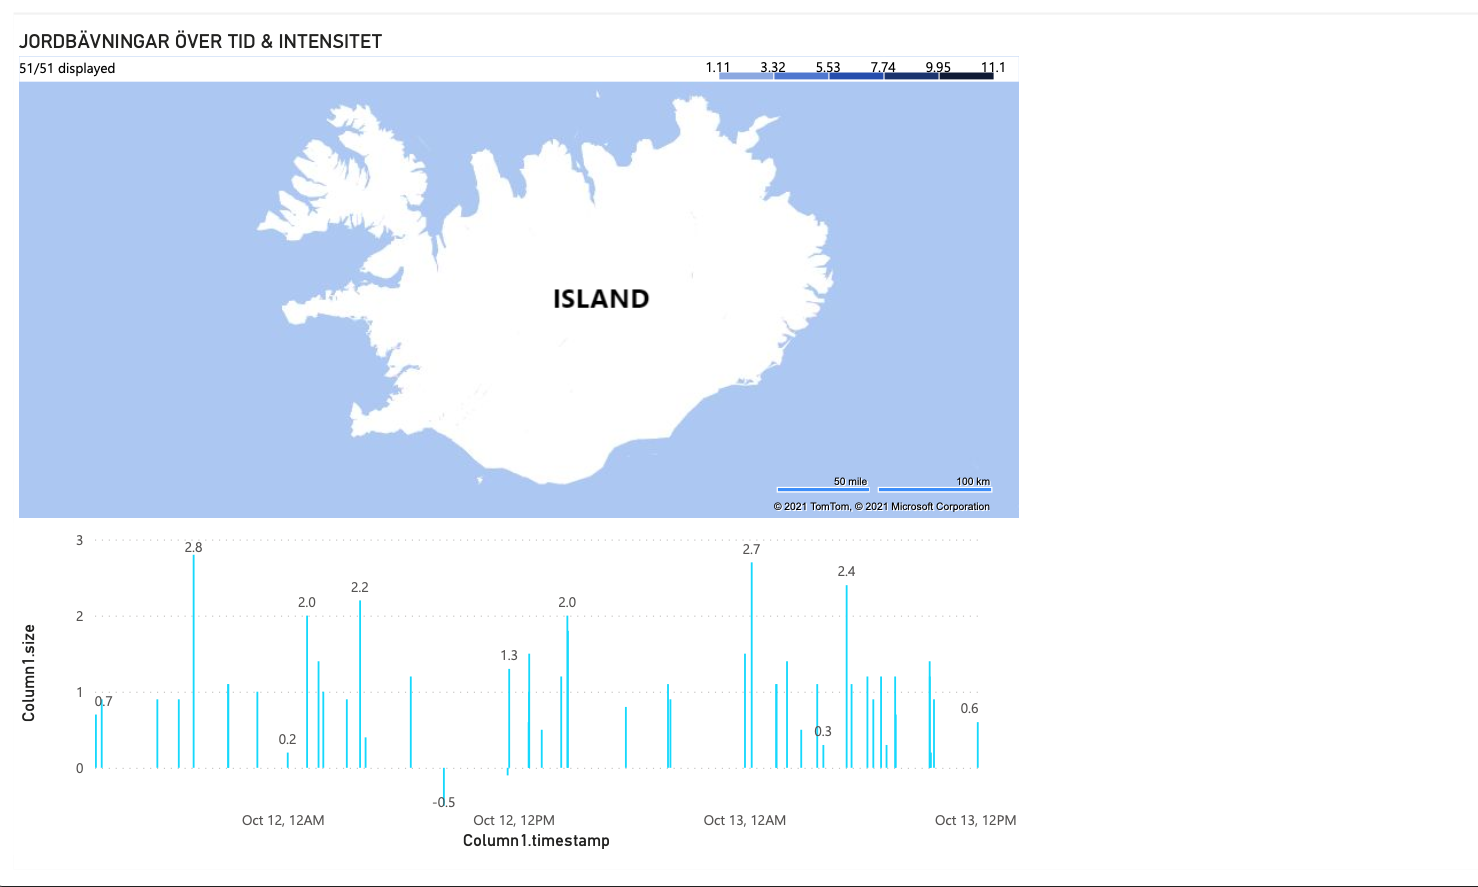 JORDBÄVNINGAR ÖVER TID & INTENSITET
51/51 displayed
1.11 3.32 5.53 7.74 9.95 11.1
ISLAND
50 mile 100 km
© 2021 TomTom, © 2021 Microsoft Corporation
Column1.size
3
2
1
0
2.8
2.7
2.4
2.2
2.0
2.0
1.3
0.7
0.6
0.3
0.2
-0.5
Oct 12, 12AM Oct 12, 12PM Oct 13, 12AM Oct 13, 12PM
Column1.timestamp